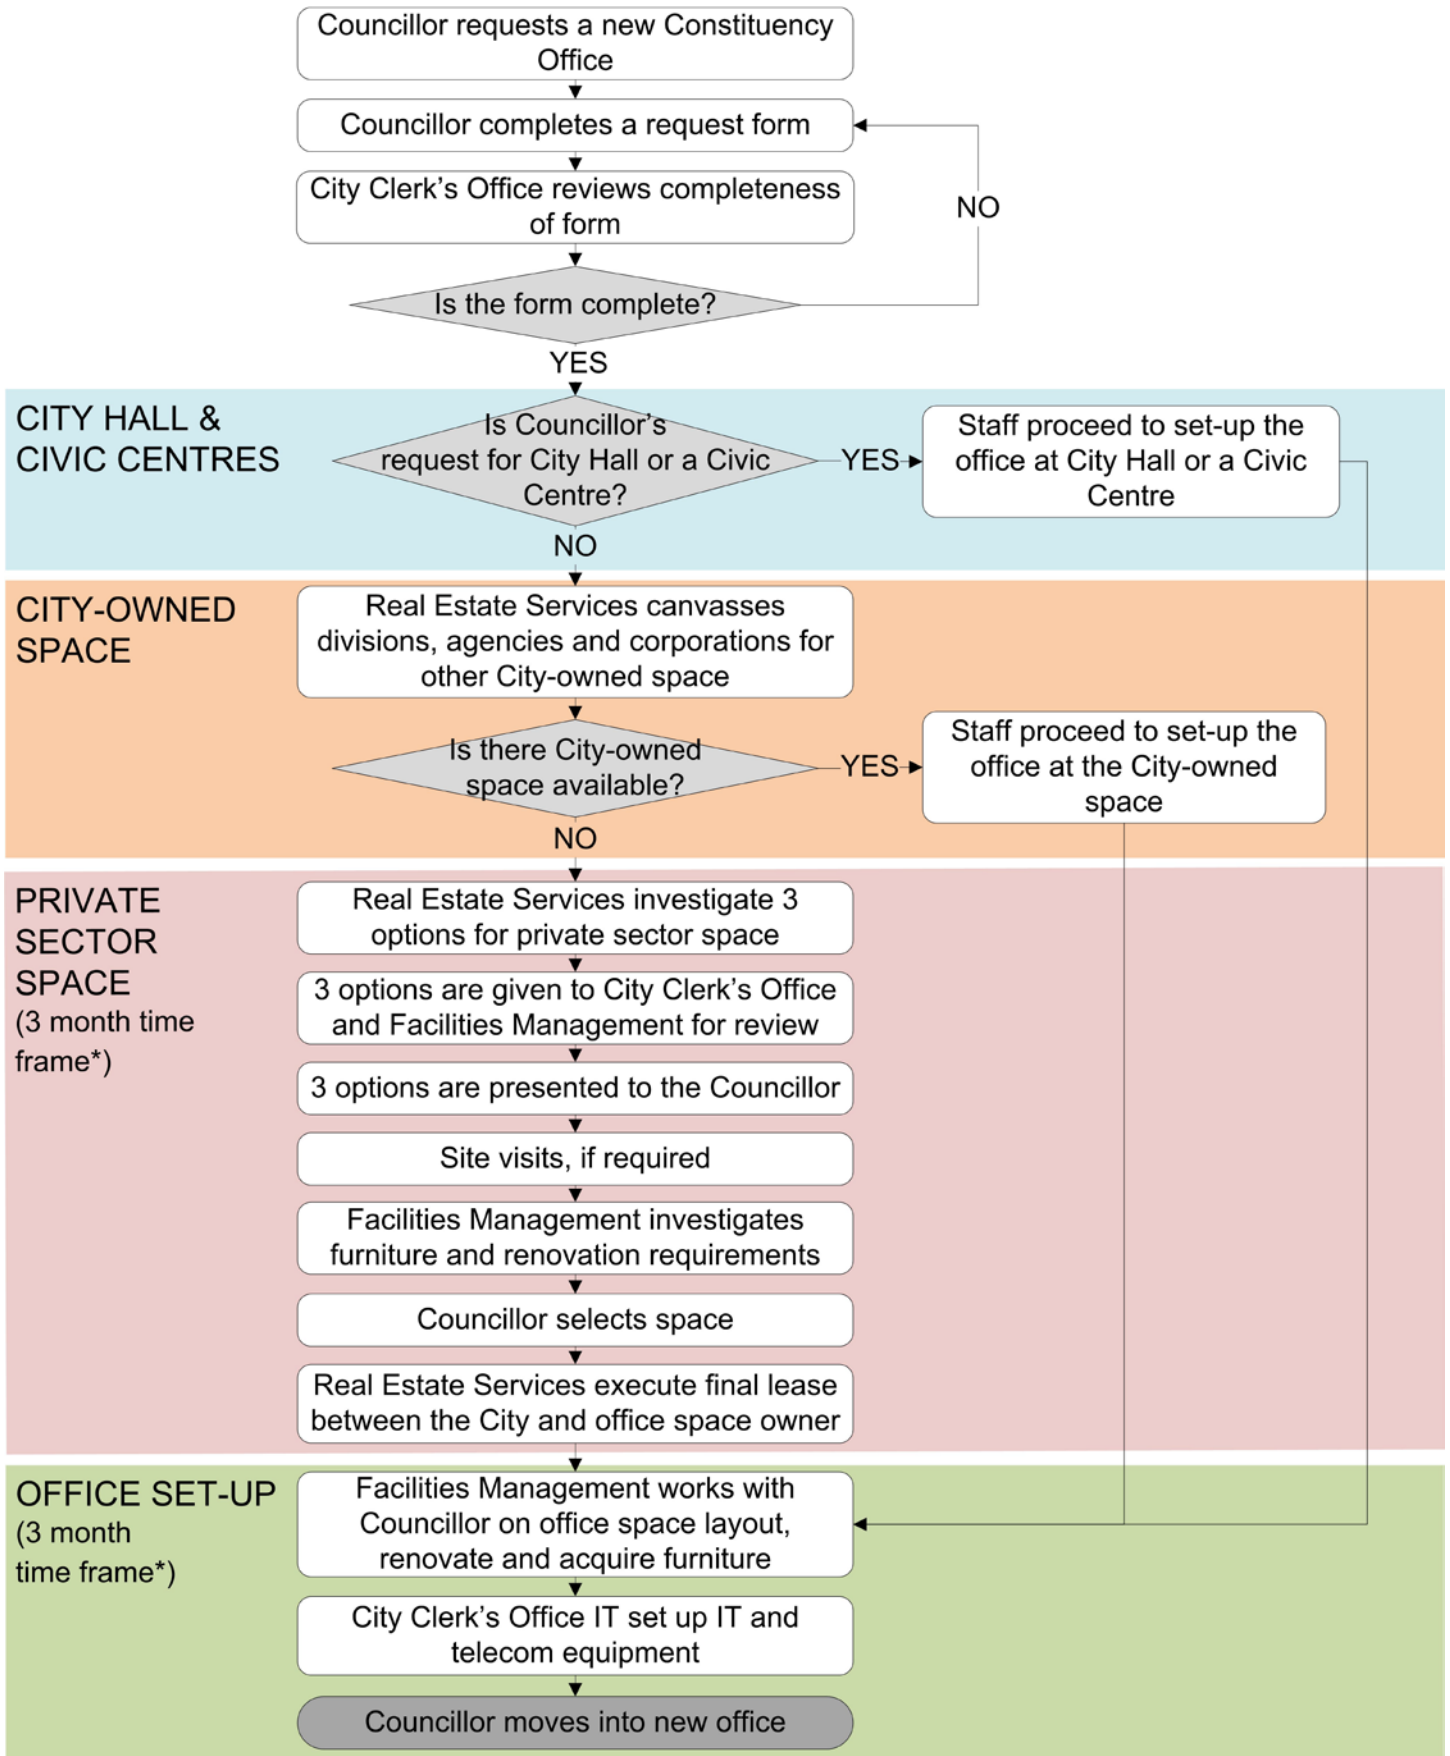 Councillor requests a new Constituency
Office
Councillor completes a request form
City Clerk's Office reviews completeness
of form
NO
Is the form complete?
YES
CITY HALL &
CIVIC CENTRES
Is Councillor's
request for City Hall or a Civic
Centre?
YES
Staff proceed to set-up the
office at City Hall or a Civic
Centre
NO
CITY-OWNED
SPACE
Real Estate Services canvasses
divisions, agencies and corporations for
other City-owned space
Is there City-owned
space available?
YES
Staff proceed to set-up the
office at the City-owned
space
NO
PRIVATE
SECTOR
SPACE
(3 month time
frame*)
Real Estate Services investigate 3
options for private sector space
3 options are given to City Clerk's Office
and Facilities Management for review
3 options are presented to the Councillor
Site visits, if required
Facilities Management investigates
furniture and renovation requirements
Councillor selects space
Real Estate Services execute final lease
between the City and office space owner
OFFICE SET-UP
(3 month
time frame*)
Facilities Management works with
Councillor on office space layout,
renovate and acquire furniture
City Clerk's Office IT set up IT and
telecom equipment
Councillor moves into new office